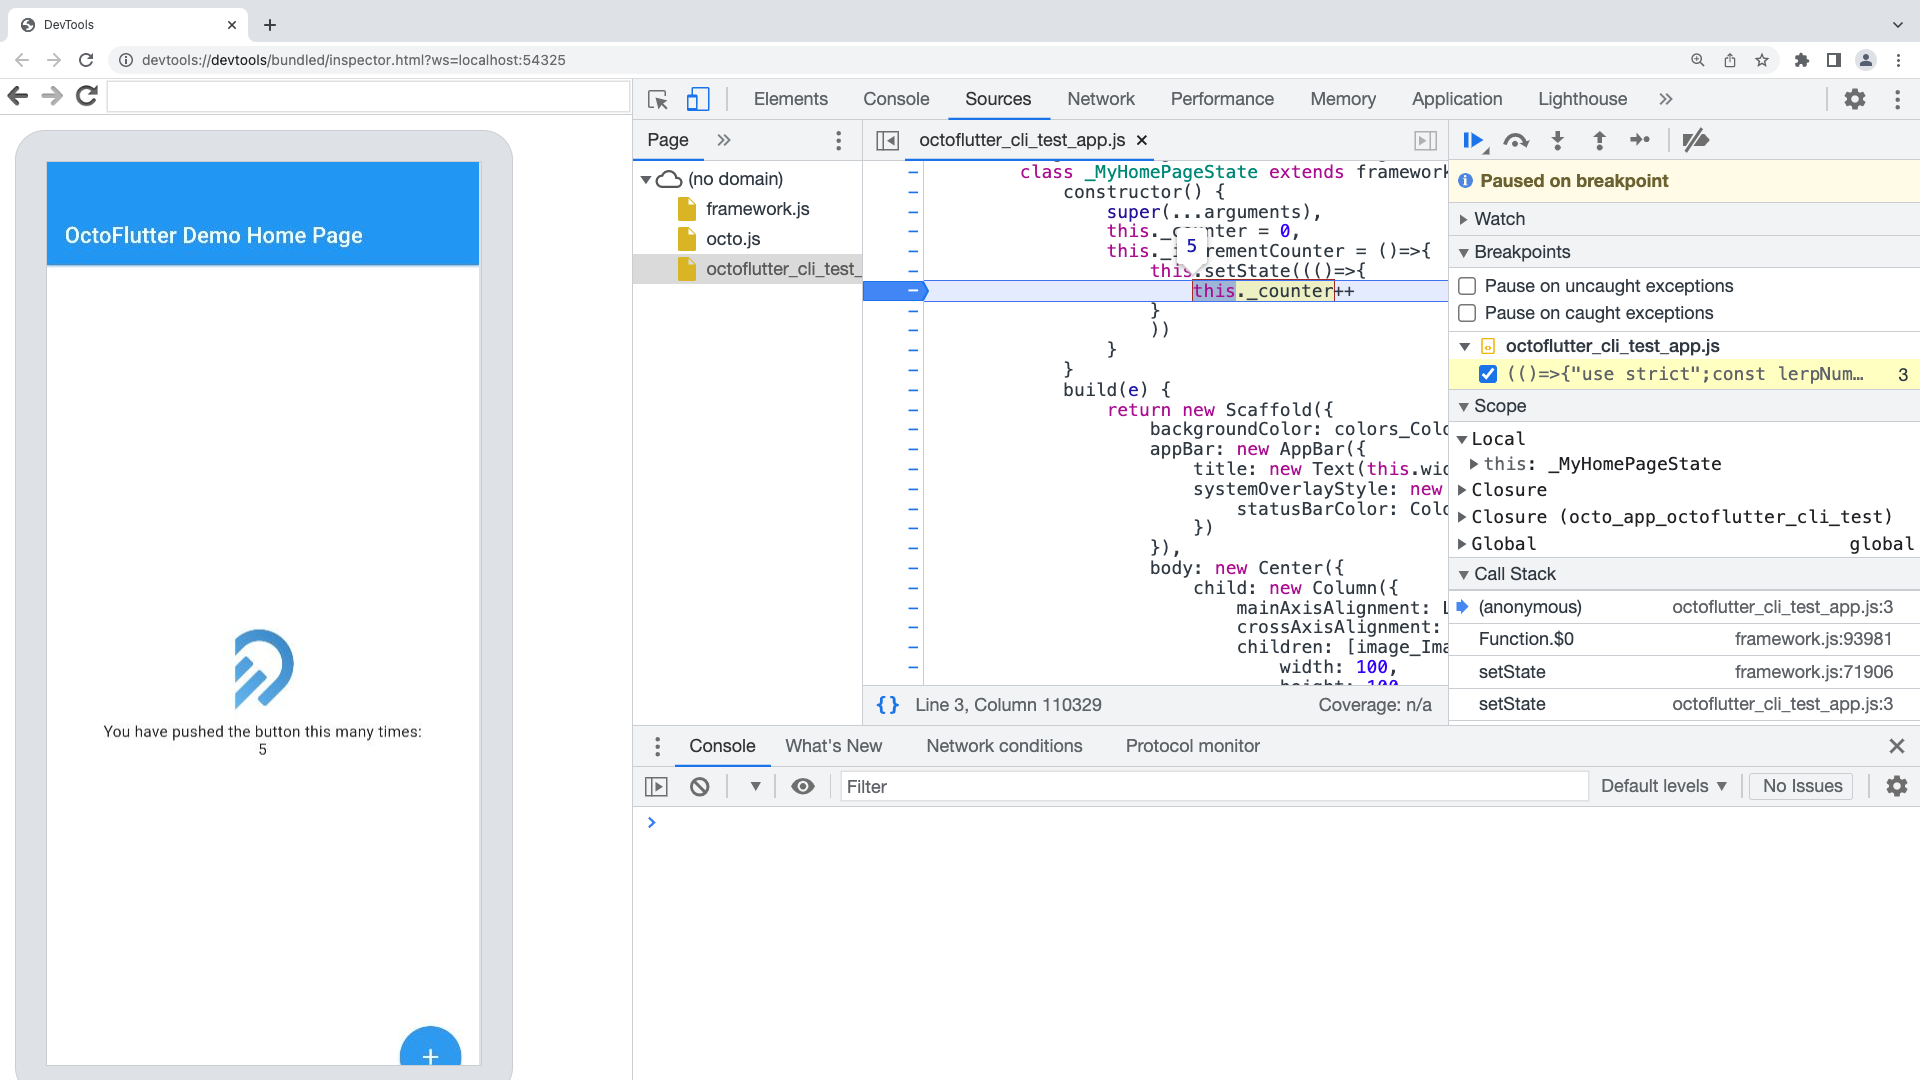 DevTools
devtools://devtools/bundled/inspector.html?ws=localhost:54325
Elements Console Sources Network Performance Memory Application Lighthouse
OctoFlutter Demo Home Page
You have pushed the button this many times:
5
+
Page
(no domain)
framework.js
octo.js
octoflutter_cli_test_
octoflutter_cli_test_app.js
class _MyHomePageState extends framework
constructor() {
super(...arguments),
this._counter = 0,
5
this._incrementCounter = ()=>{
this.setState((()=>{
this._counter++
}
))
}
}
build(e) {
return new Scaffold({
backgroundColor: colors_Colo
appBar: new AppBar({
title: new Text(this.wid
systemOverlayStyle: new
statusBarColor: Colo
})
}),
body: new Center({
child: new Column({
mainAxisAlignment: L
crossAxisAlignment:
children: [image_Ima
width: 100,
height: 100
{} Line 3, Column 110329 Coverage: n/a
Paused on breakpoint
Watch
Breakpoints
Pause on uncaught exceptions
Pause on caught exceptions
octoflutter_cli_test_app.js
(()=>{"use strict";const lerpNum… 3
Scope
Local
this: _MyHomePageState
Closure
Closure (octo_app_octoflutter_cli_test)
Global global
Call Stack
(anonymous) octoflutter_cli_test_app.js:3
Function.$0 framework.js:93981
setState framework.js:71906
setState octoflutter_cli_test_app.js:3
Console What's New Network conditions Protocol monitor
Filter Default levels ▼ No Issues